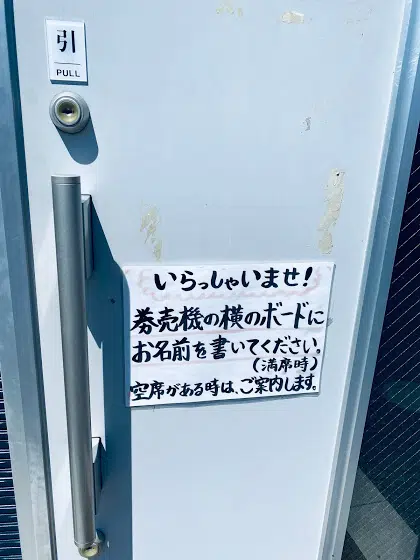 引
PULL
いらっしゃいませ!
券売機の横のボードに
お名前を書いてください。
(満席時)
空席がある時は、ご案内します。